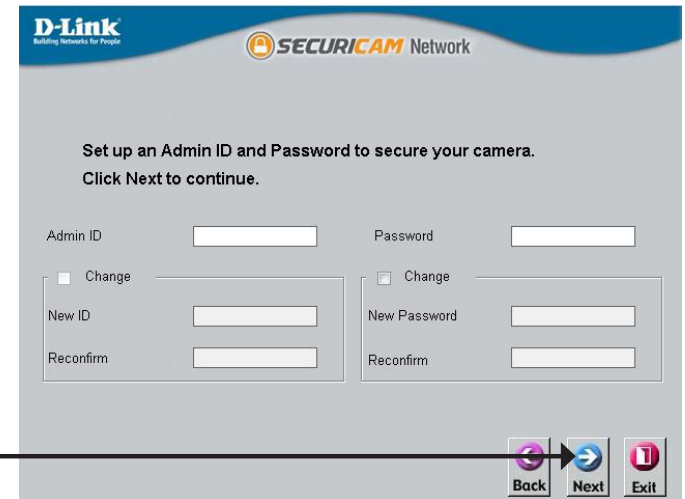 D-Link
Building Networks for People
SECURICAM Network
Set up an Admin ID and Password to secure your camera.
Click Next to continue.
Admin ID
Password
Change
Change
New ID
New Password
Reconfirm
Reconfirm
Back
Next
Exit